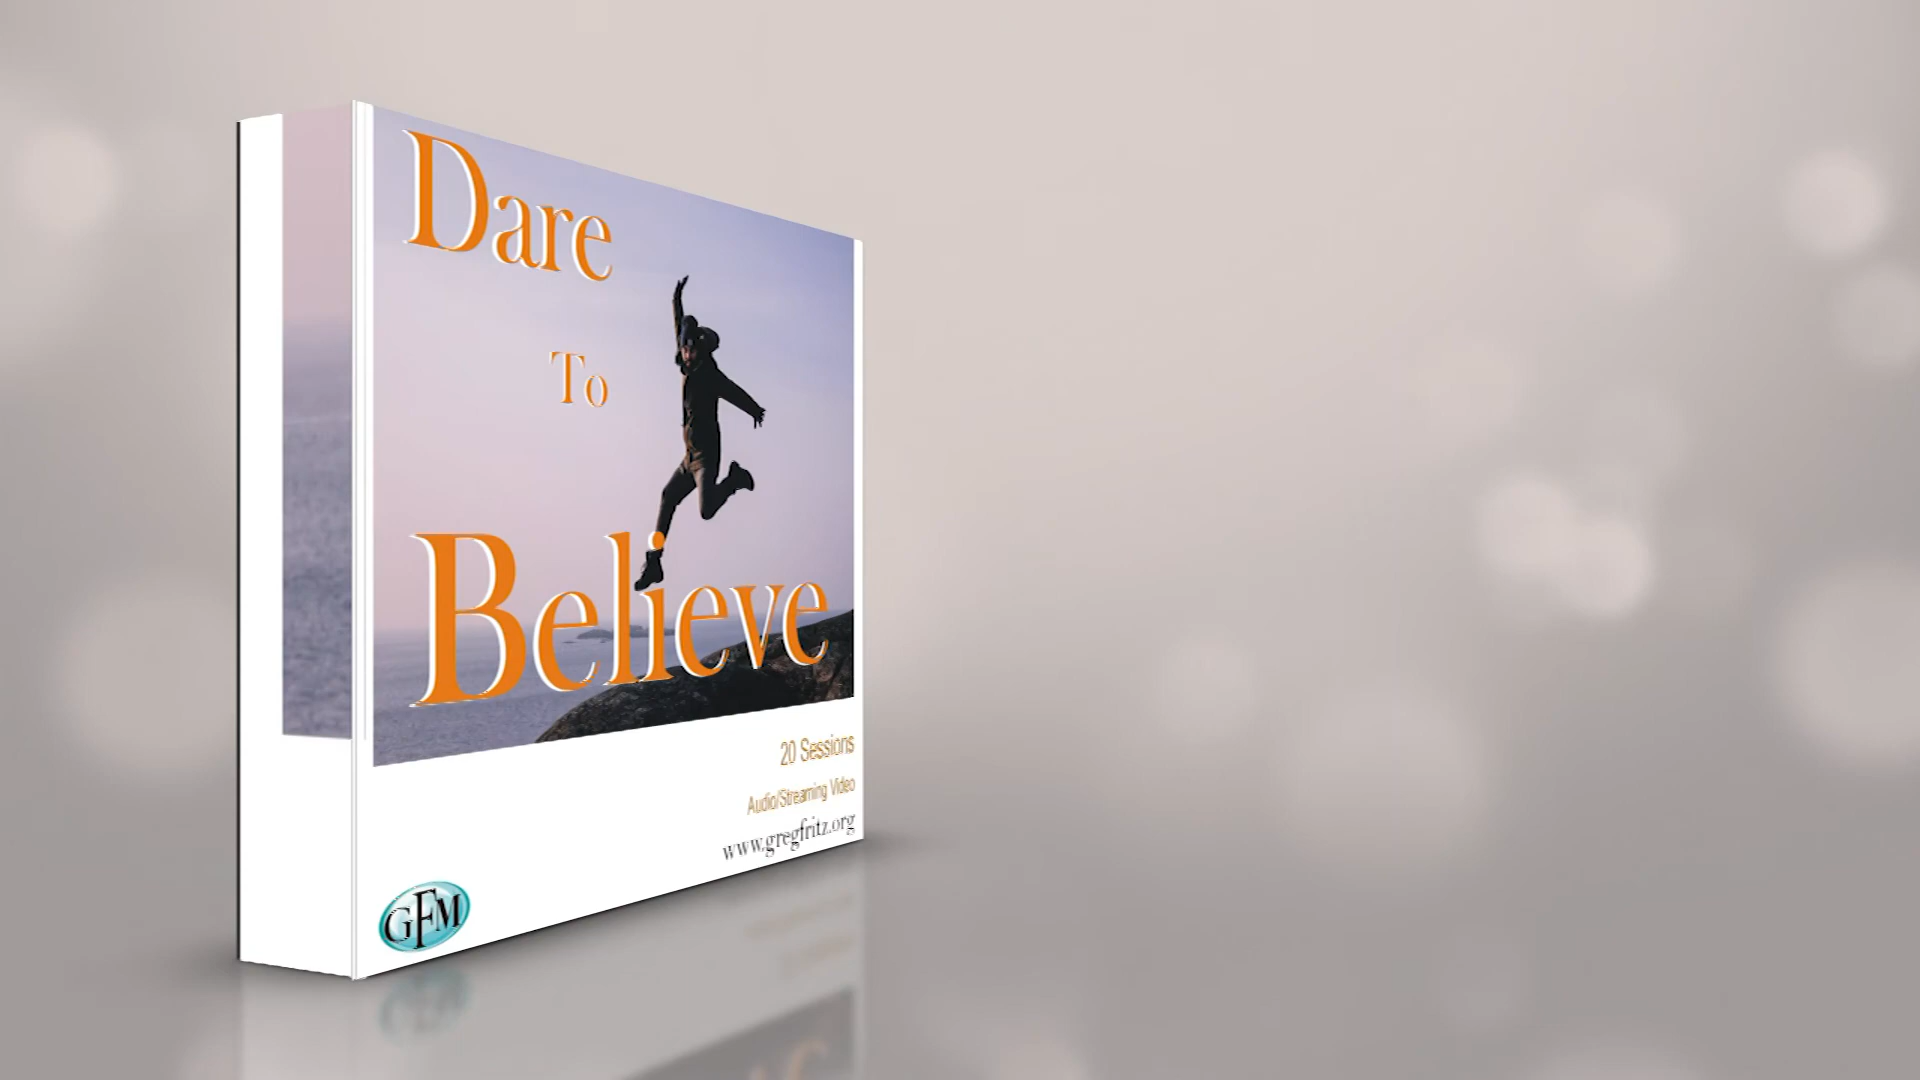 Dare
To
Believe
20 Sessions
Audio/Streaming Video
www.gregfritz.org
GFM